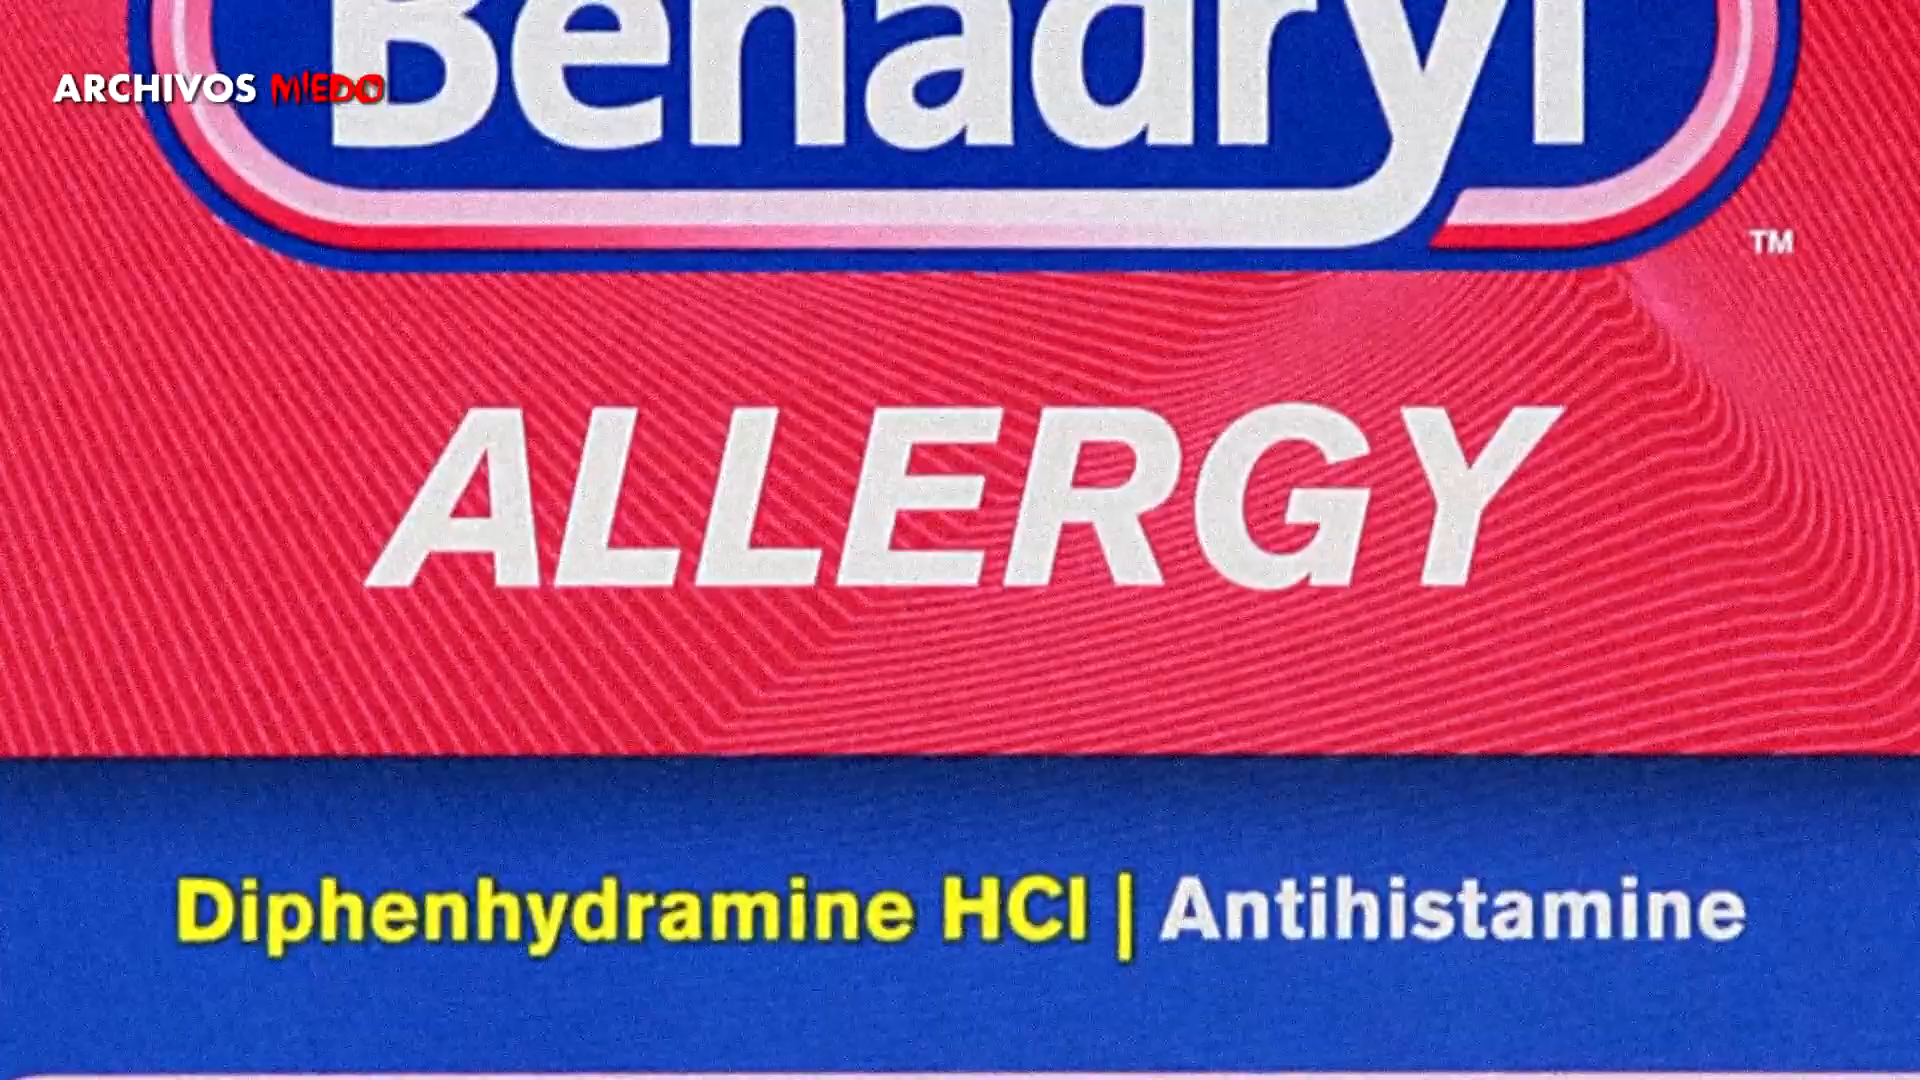 Benadryl
ARCHIVOS MIEDO
TM
ALLERGY
Diphenhydramine HCl | Antihistamine